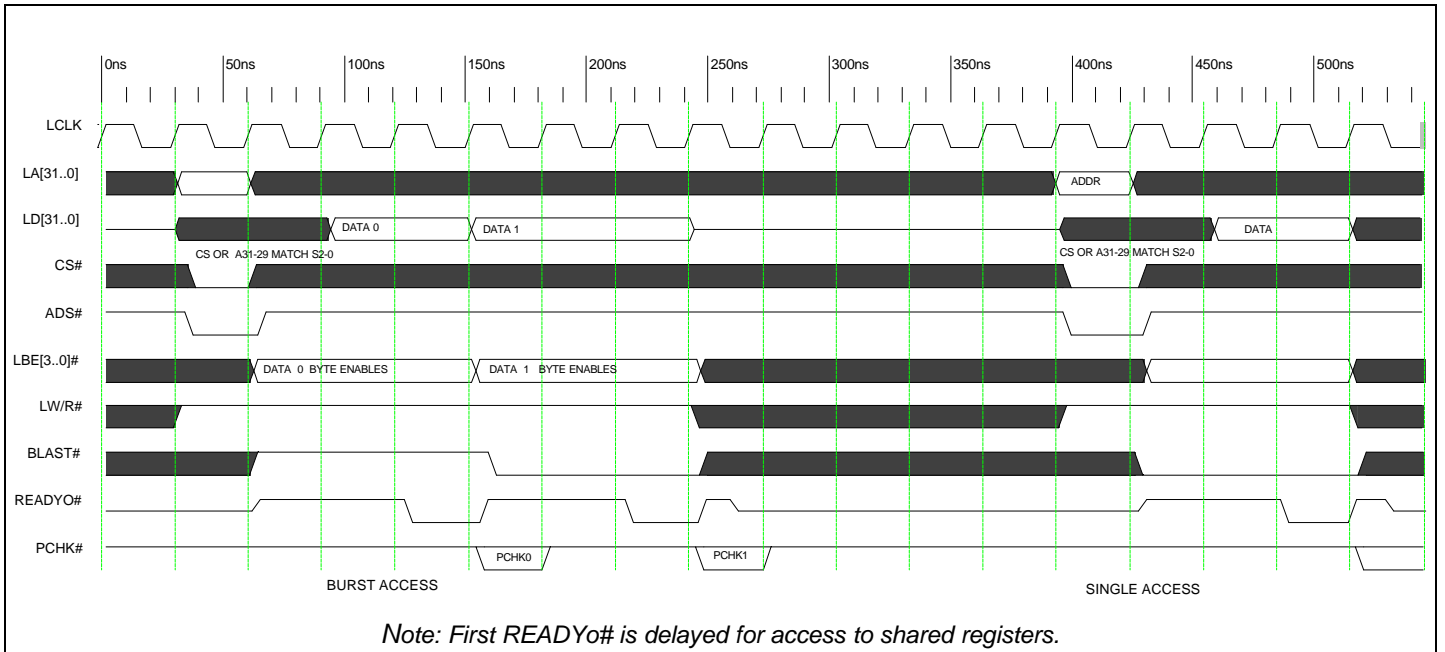 0ns 50ns 100ns 150ns 200ns 250ns 300ns 350ns 400ns 450ns 500ns
LCLK
LA[31..0] ADDR
LD[31..0] DATA 0 DATA 1 DATA
CS OR A31-29 MATCH S2-0 CS OR A31-29 MATCH S2-0
CS#
ADS#
LBE[3..0]# DATA 0 BYTE ENABLES DATA 1 BYTE ENABLES
LW/R#
BLAST#
READYO#
PCHK# PCHK0 PCHK1
BURST ACCESS SINGLE ACCESS
Note: First READYo# is delayed for access to shared registers.